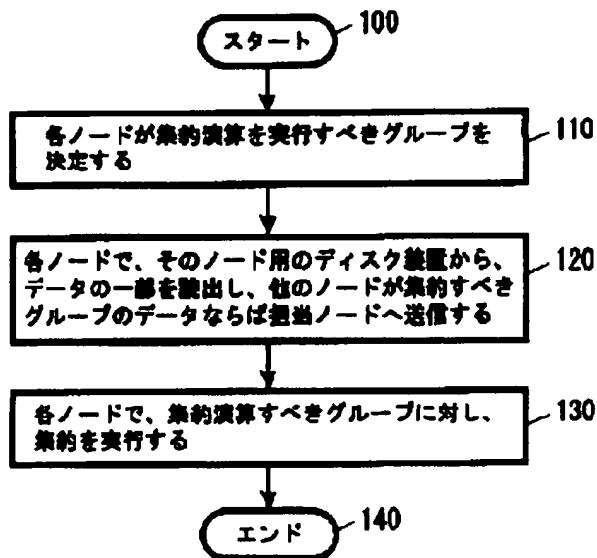 スタート
100
各ノードが集約演算を実行すべきグループを
決定する
110
各ノードで、そのノード用のディスク装置から、
データの一部を読出し、他のノードが集約すべき
グループのデータならば担当ノードへ送信する
120
各ノードで、集約演算すべきグループに対し、
集約を実行する
130
エンド
140